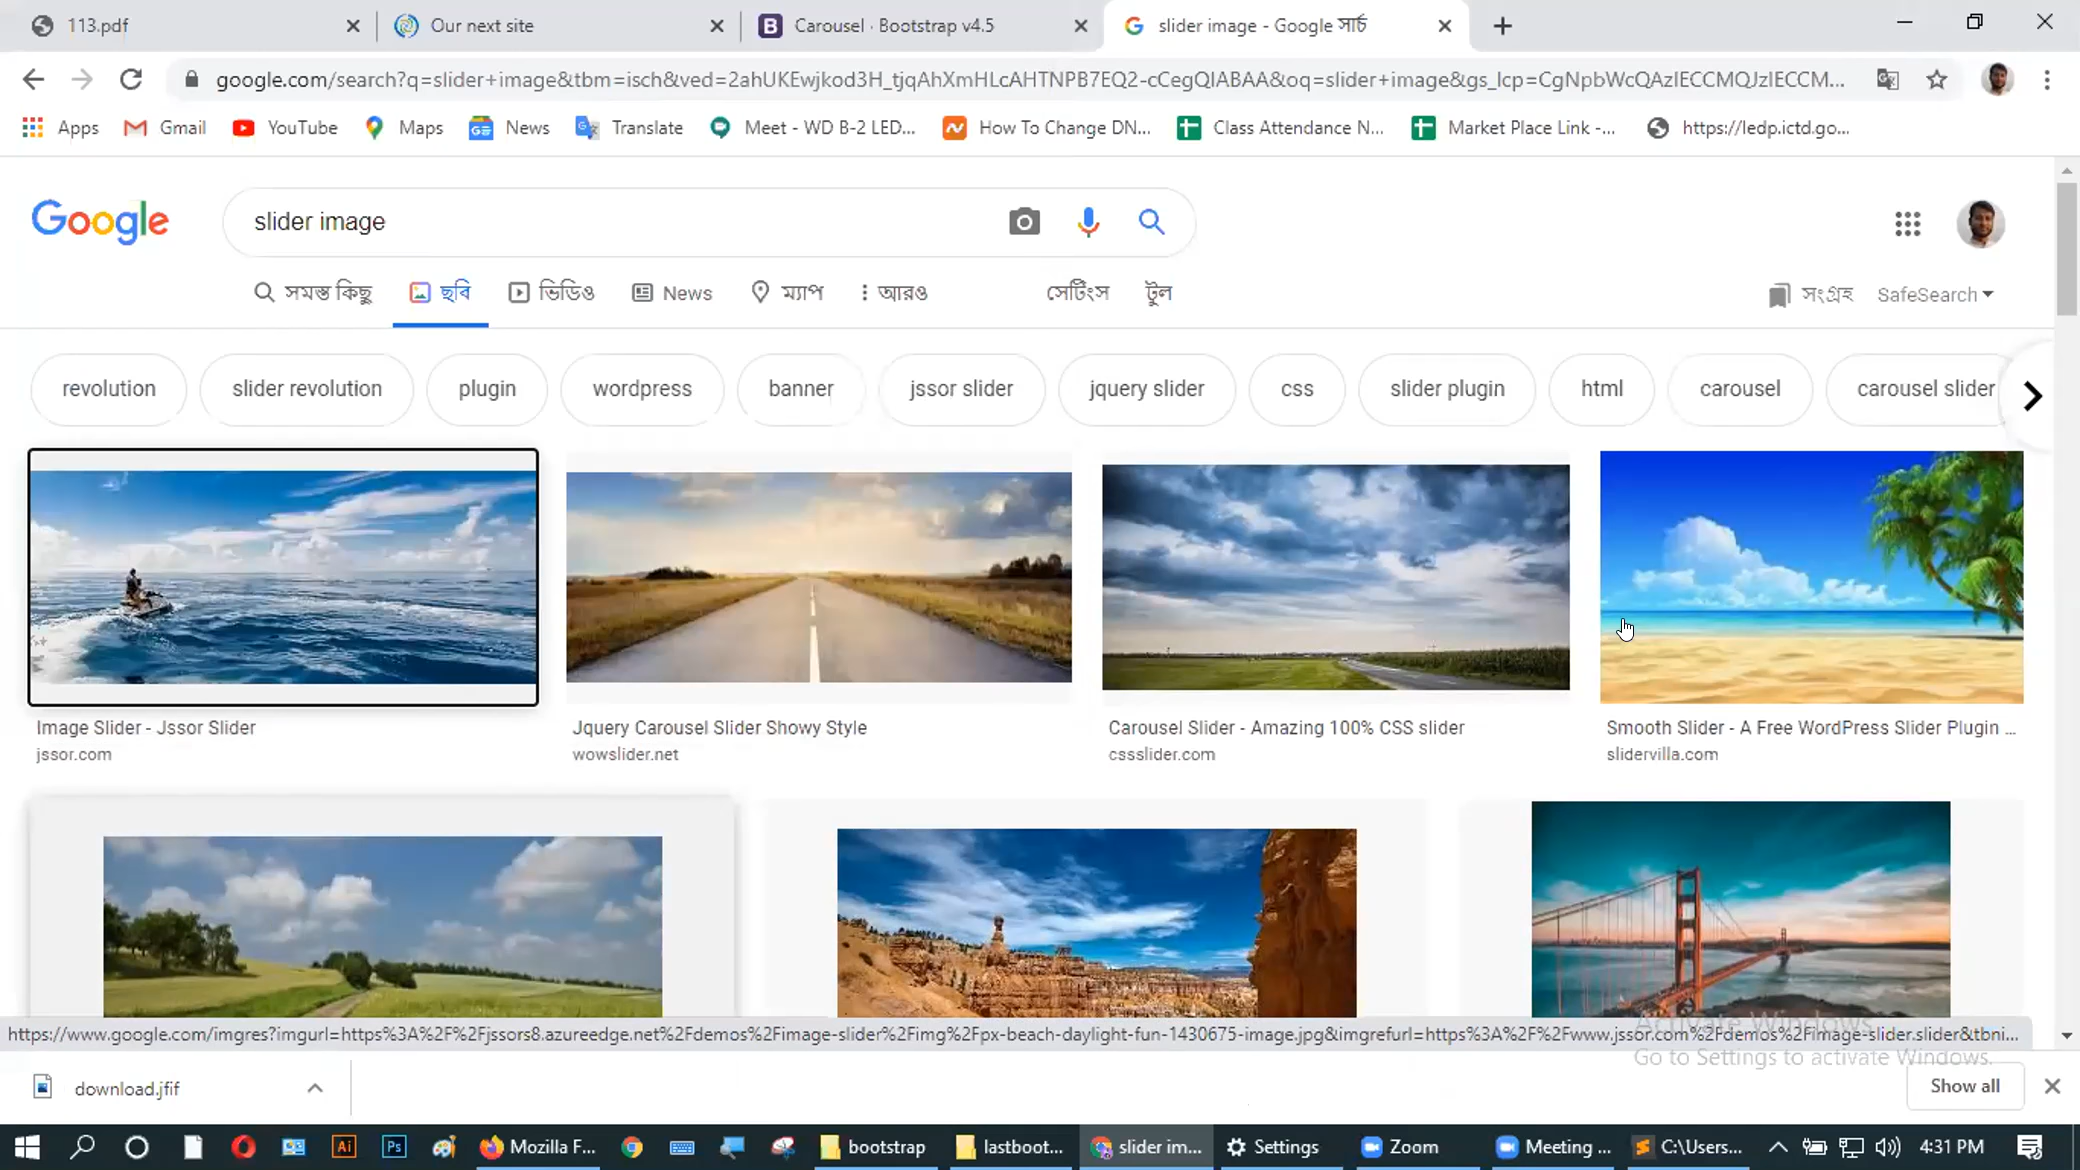 113.pdf
Our next site
Carousel · Bootstrap v4.5
slider image - Google সার্চ
google.com/search?q=slider+image&tbm=isch&ved=2ahUKEwjkod3H_tjqAhXmHLcAHTNPB7EQ2-cCegQIABAA&oq=slider+image&gs_lcp=CgNpbWcQAzIECCMQJzIECCM...
Apps Gmail YouTube Maps News Translate Meet - WD B-2 LED... How To Change DN... Class Attendance N... Market Place Link -... https://ledp.ictd.go...
Google
slider image
সমস্ত কিছু ছবি ভিডিও News ম্যাপ আরও সেটিংস টুল সংগ্রহ SafeSearch
revolution slider revolution plugin wordpress banner jssor slider jquery slider css slider plugin html carousel carousel slider
Image Slider - Jssor Slider
jssor.com
Jquery Carousel Slider Showy Style
wowslider.net
Carousel Slider - Amazing 100% CSS slider
cssslider.com
Smooth Slider - A Free WordPress Slider Plugin ...
slidervilla.com
https://www.google.com/imgres?imgurl=https%3A%2F%2Fjssors8.azureedge.net%2Fdemos%2Fimage-slider%2Fimg%2Fpx-beach-daylight-fun-1430675-image.jpg&imgrefurl=https%3A%2F%2Fwww.jssor.com%2Fdemos%2Fimage-slider.slider&tbni...
Activate Windows
Go to Settings to activate Windows.
download.jfif
Show all
Mozilla F... bootstrap lastboot... slider im... Settings Zoom Meeting ... C:\Users... 4:31 PM